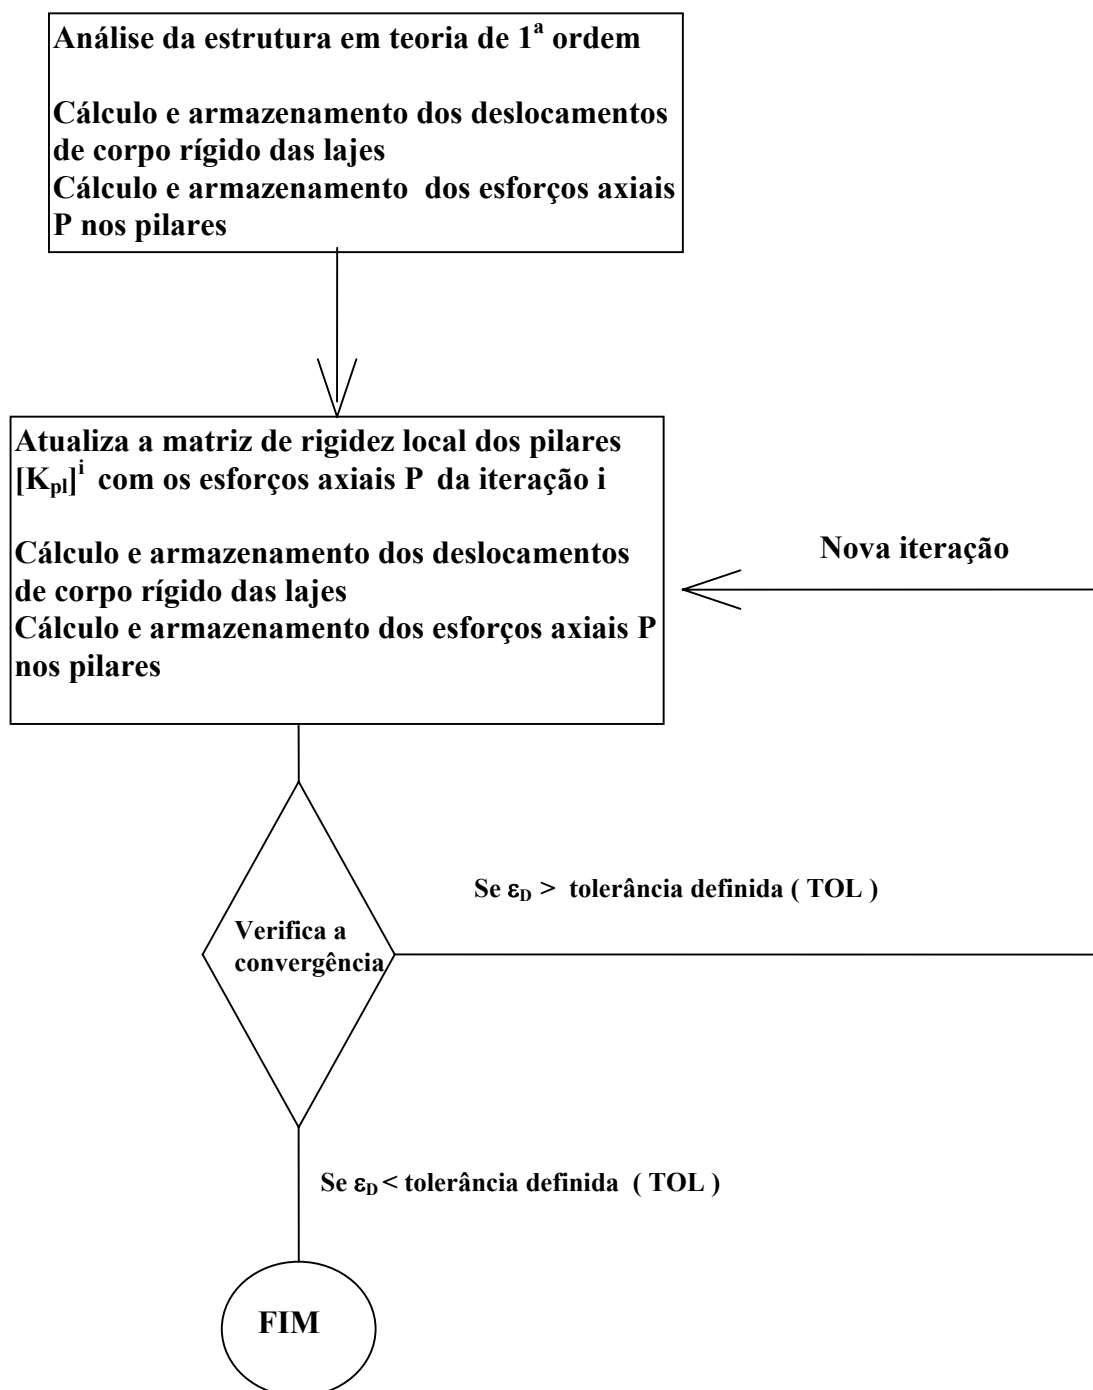 Análise da estrutura em teoria de 1ª ordem
Cálculo e armazenamento dos deslocamentos
de corpo rígido das lajes
Cálculo e armazenamento dos esforços axiais
P nos pilares
Atualiza a matriz de rigidez local dos pilares
[Kpl]^i com os esforços axiais P da iteração i
Cálculo e armazenamento dos deslocamentos
de corpo rígido das lajes
Cálculo e armazenamento dos esforços axiais P
nos pilares
Nova iteração
Se εD > tolerância definida ( TOL )
Verifica a
convergência
Se εD < tolerância definida ( TOL )
FIM